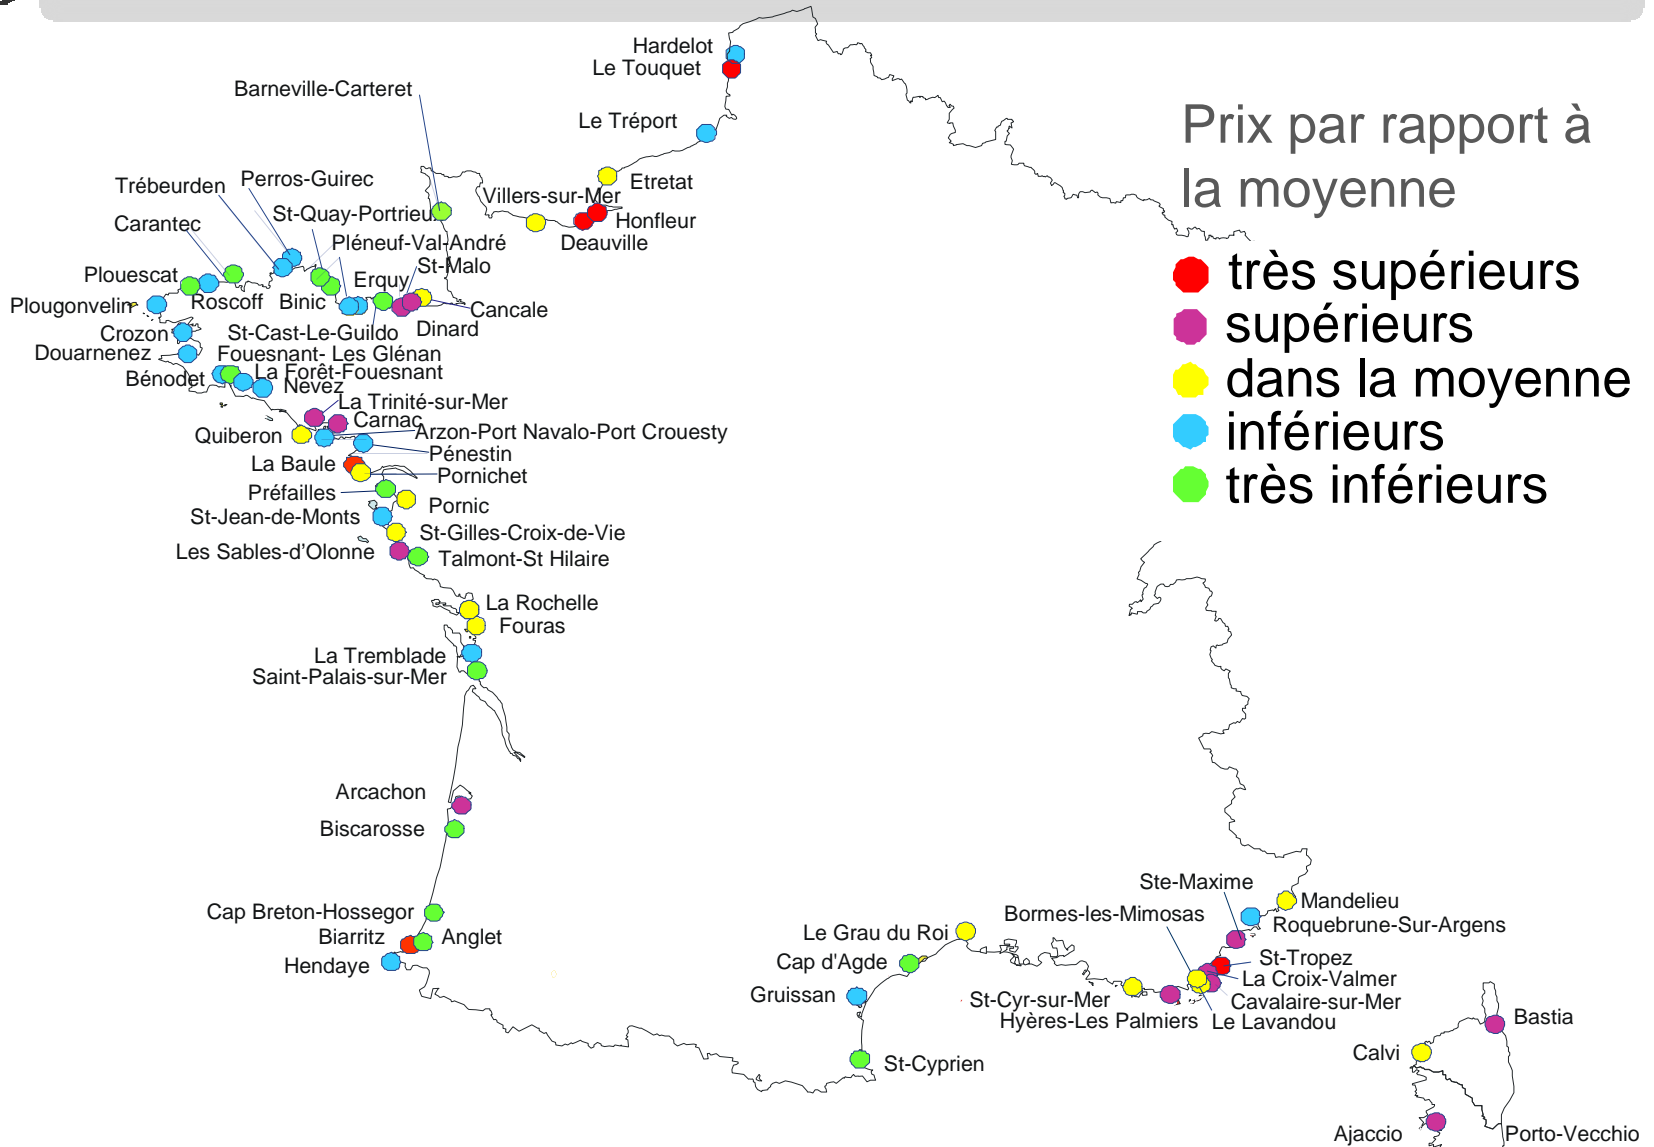 Hardelot
Le Touquet
Barneville-Carteret
Le Tréport
Prix par rapport à
la moyenne
Trébeurden
Perros-Guirec
Etretat
Villers-sur-Mer
Carantec
St-Quay-Portrieux
Honfleur
Pléneuf-Val-André
Deauville
St-Malo
Plouescat
Erquy
très supérieurs
Plougonvelin
Roscoff
Binic
Cancale
Crozon
St-Cast-Le-Guildo
Dinard
supérieurs
Douarnenez
Fouesnant- Les Glénan
Bénodet
La Forêt-Fouesnant
Nevez
dans la moyenne
La Trinité-sur-Mer
Carnac
Quiberon
Arzon-Port Navalo-Port Crouesty
inférieurs
Pénestin
La Baule
Pornichet
Préfailles
Pornic
très inférieurs
St-Jean-de-Monts
St-Gilles-Croix-de-Vie
Les Sables-d'Olonne
Talmont-St Hilaire
La Rochelle
Fouras
La Tremblade
Saint-Palais-sur-Mer
Arcachon
Biscarosse
Ste-Maxime
Mandelieu
Cap Breton-Hossegor
Bormes-les-Mimosas
Roquebrune-Sur-Argens
Biarritz
Anglet
Le Grau du Roi
Hendaye
Cap d'Agde
St-Tropez
La Croix-Valmer
Gruissan
St-Cyr-sur-Mer
Cavalaire-sur-Mer
Hyères-Les Palmiers
Le Lavandou
Bastia
St-Cyprien
Calvi
Ajaccio
Porto-Vecchio